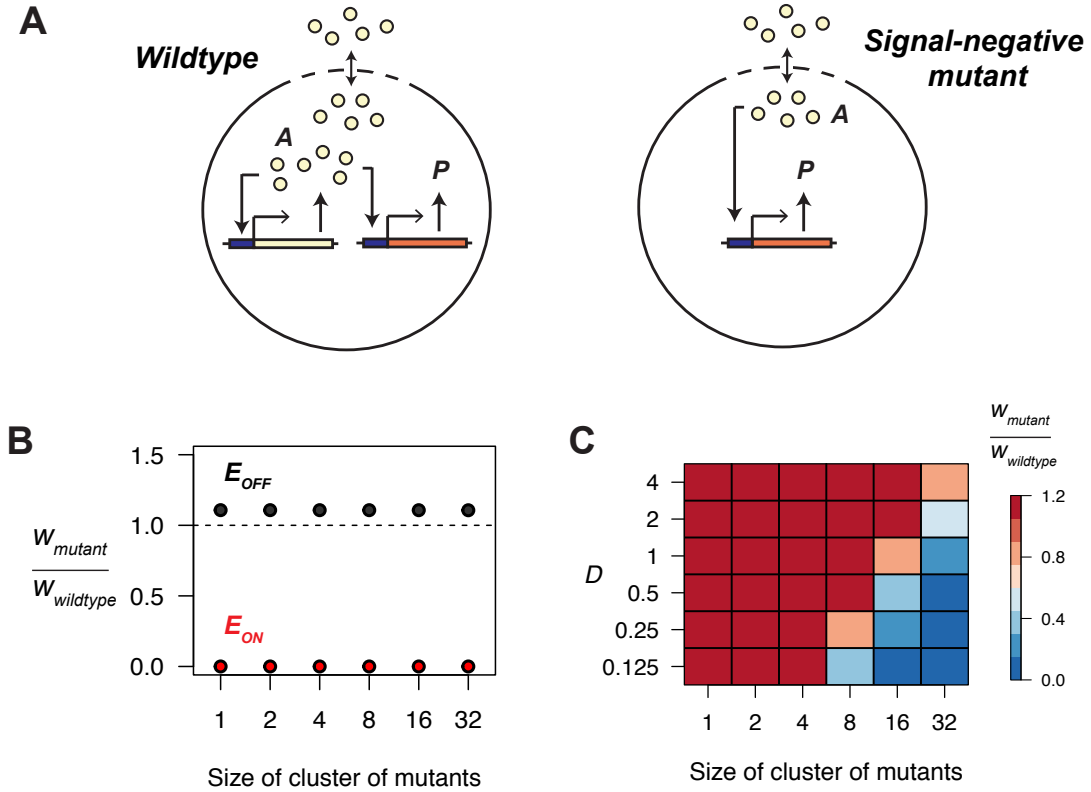 A
Wildtype
Signal-negative
mutant
A
P
A
P
B
1.5
1.0
0.5
0.0
E_OFF
E_ON
w_mutant
w_wildtype
1 2 4 8 16 32
Size of cluster of mutants
C
w_mutant
w_wildtype
4
2
1
0.5
0.25
0.125
D
1 2 4 8 16 32
Size of cluster of mutants
1.2
0.8
0.4
0.0